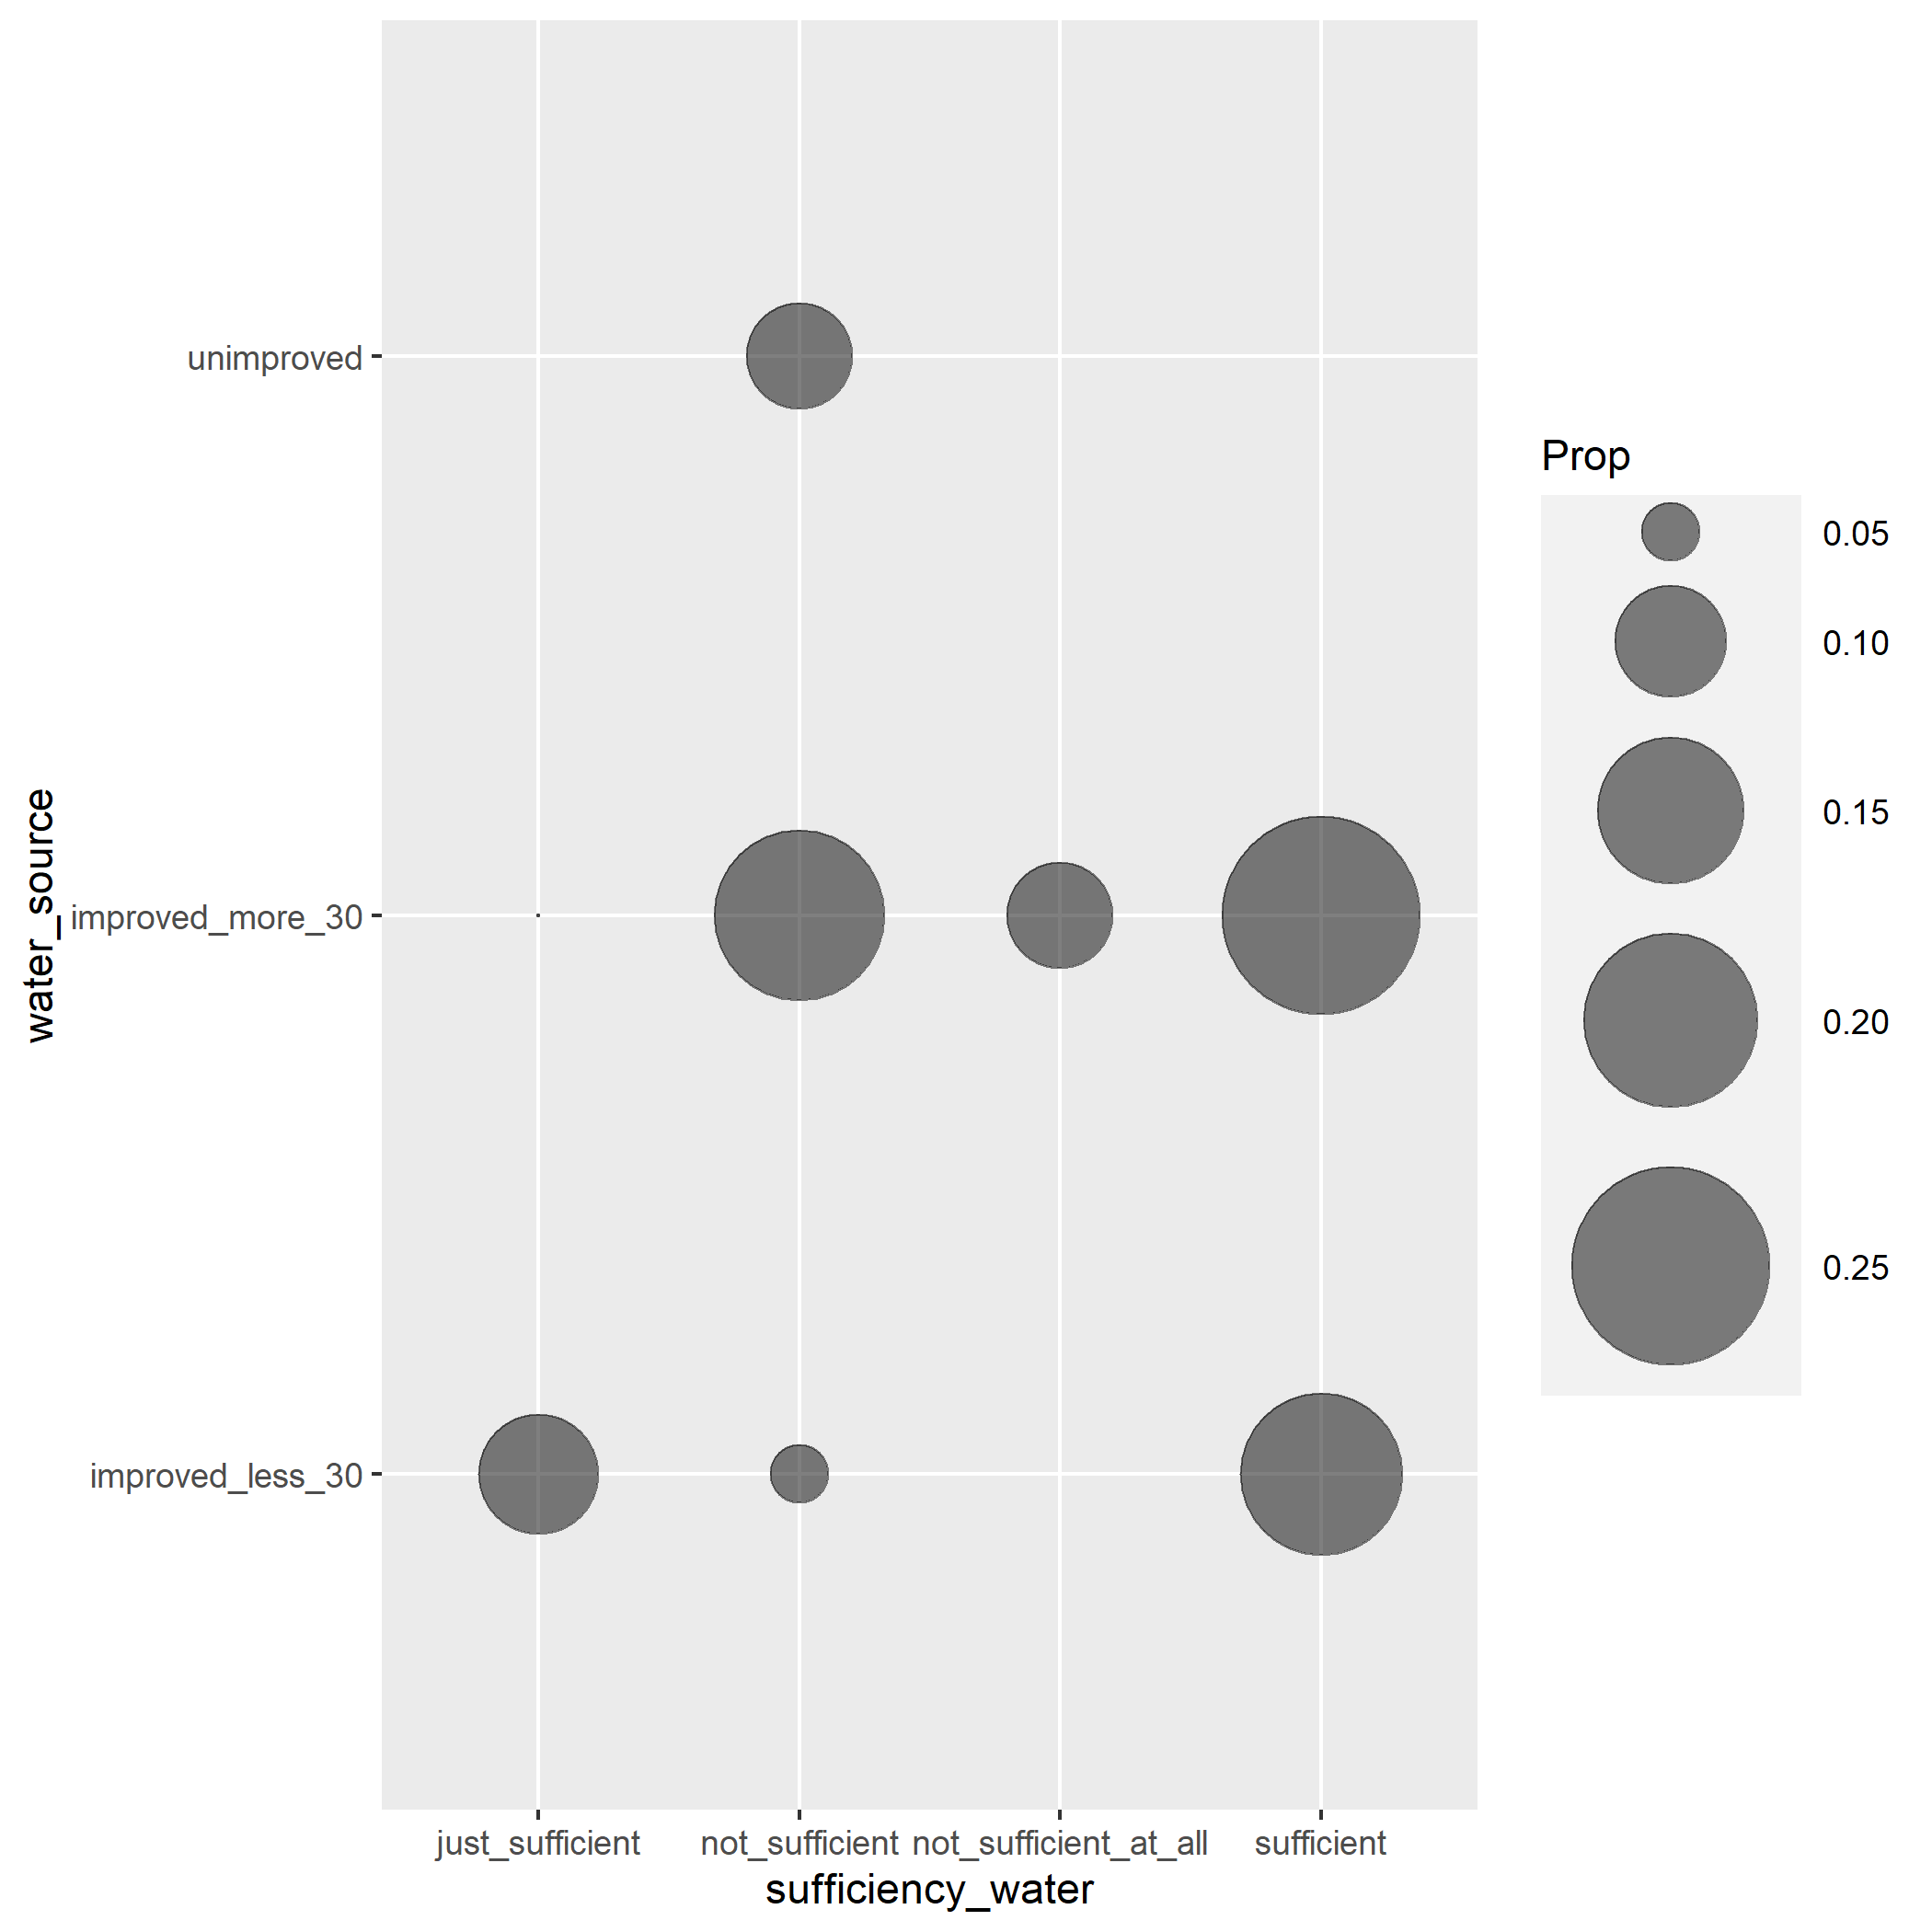 water_source
unimproved
improved_more_30
improved_less_30
just_sufficient
not_sufficient
not_sufficient_at_all
sufficient
sufficiency_water
Prop
0.05
0.10
0.15
0.20
0.25